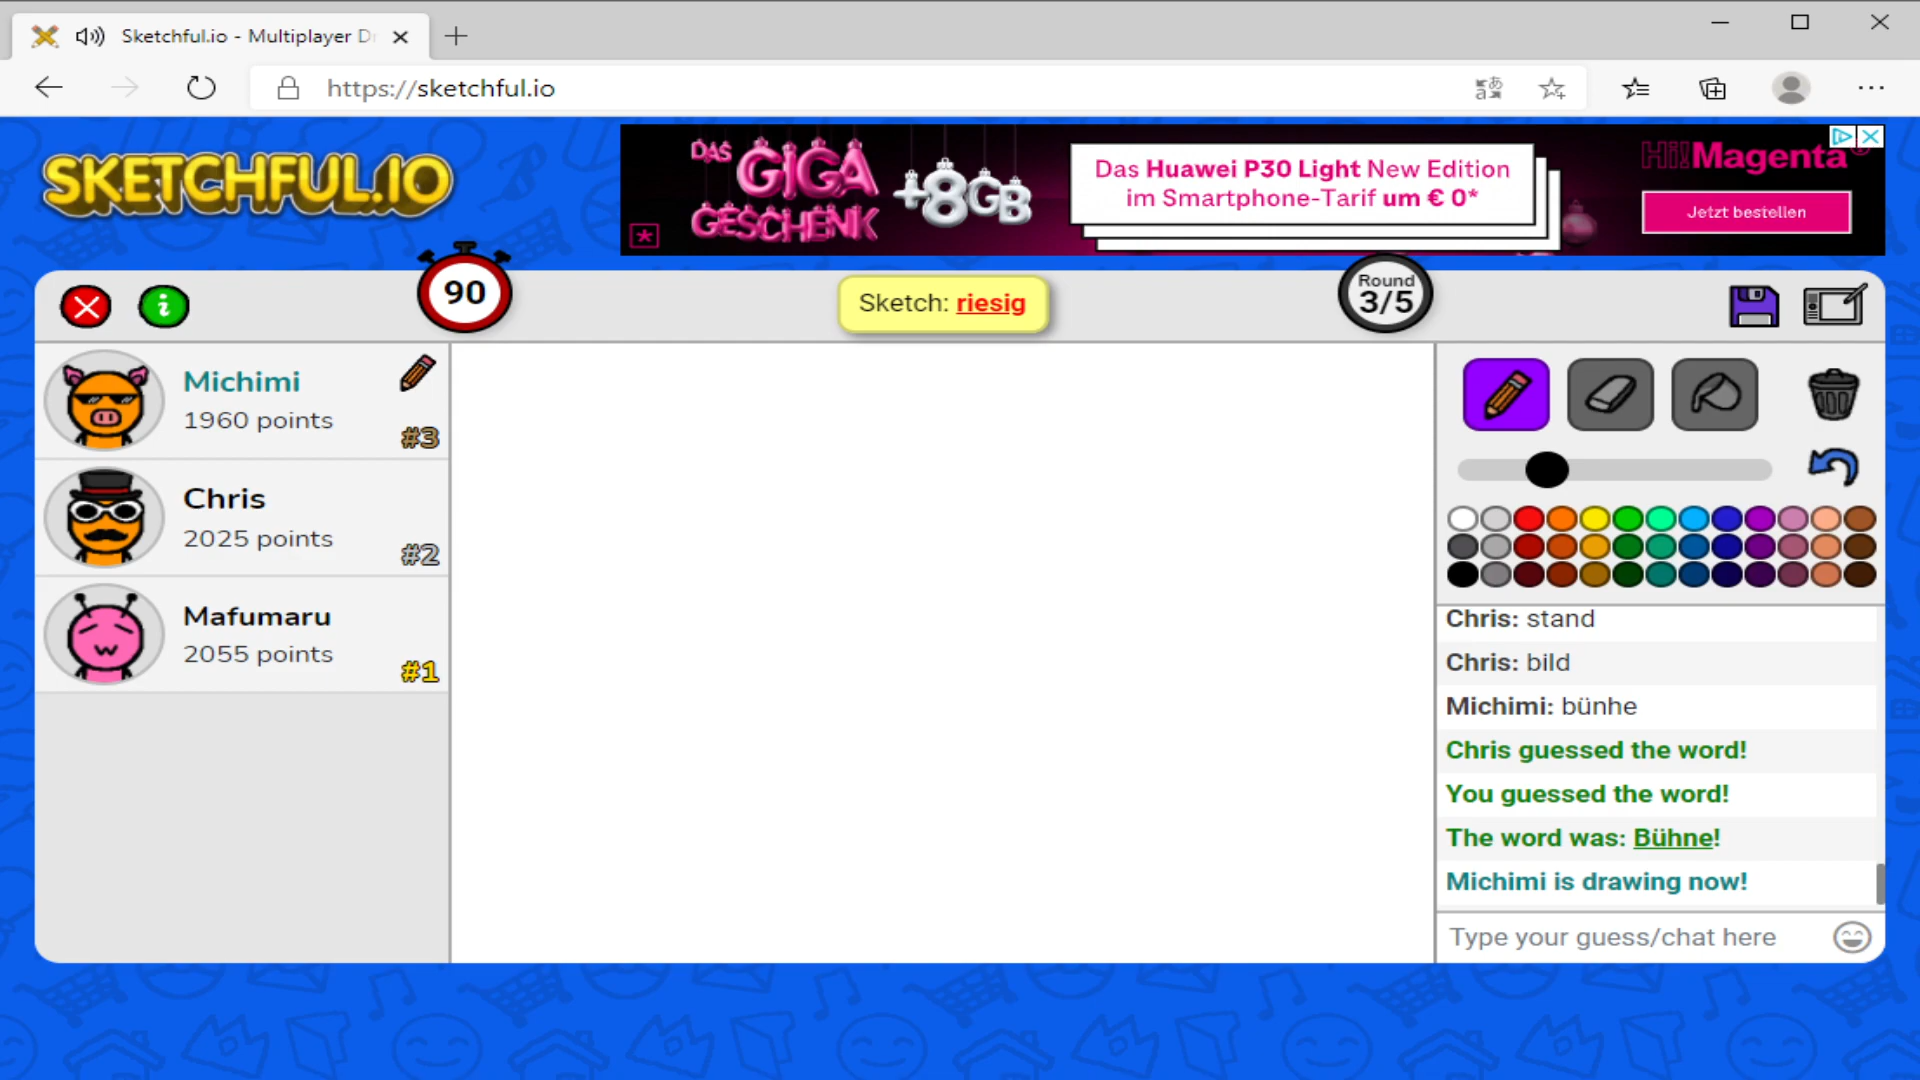 Sketchful.io - Multiplayer D
https://sketchful.io
SKETCHFUL.IO
DAS GIGA GESCHENK
+8GB
Das Huawei P30 Light New Edition
im Smartphone-Tarif um € 0*
Hi!Magenta
Jetzt bestellen
90
Sketch: riesig
Round
3/5
Michimi
1960 points
#3
Chris
2025 points
#2
Mafumaru
2055 points
#1
Chris: stand
Chris: bild
Michimi: bünhe
Chris guessed the word!
You guessed the word!
The word was: Bühne!
Michimi is drawing now!
Type your guess/chat here